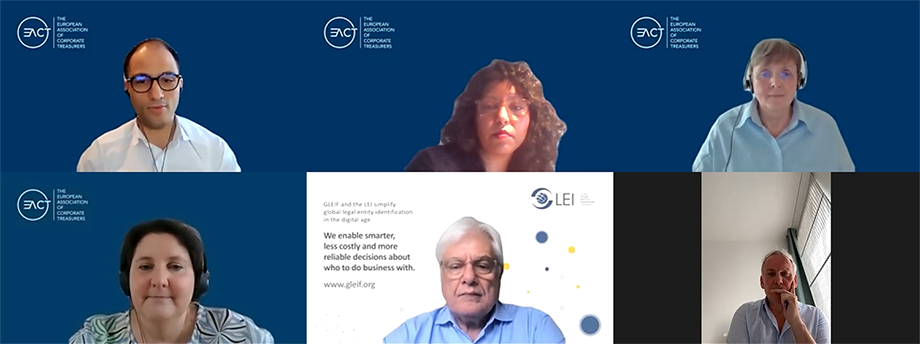 EACT
THE
EUROPEAN
ASSOCIATION
OF
CORPORATE
TREASURERS
EACT
THE
EUROPEAN
ASSOCIATION
OF
CORPORATE
TREASURERS
EACT
THE
EUROPEAN
ASSOCIATION
OF
CORPORATE
TREASURERS
EACT
THE
EUROPEAN
ASSOCIATION
OF
CORPORATE
TREASURERS
GLEIF and the LEI simplify
global legal entity identification
in the digital age
We enable smarter,
less costly and more
reliable decisions about
who to do business with.
www.gleif.org
LEI